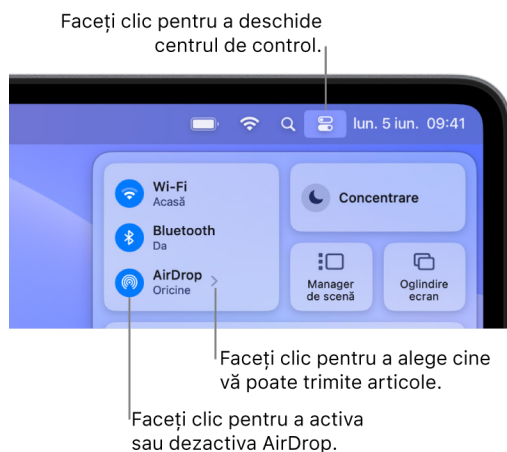 Faceți clic pentru a deschide
centrul de control.
lun. 5 iun. 09:41
Wi-Fi
Acasă
Concentrare
Bluetooth
Da
AirDrop
Oricine
Manager
de scenă
Oglindire
ecran
Faceți clic pentru a alege cine
vă poate trimite articole.
Faceți clic pentru a activa
sau dezactiva AirDrop.